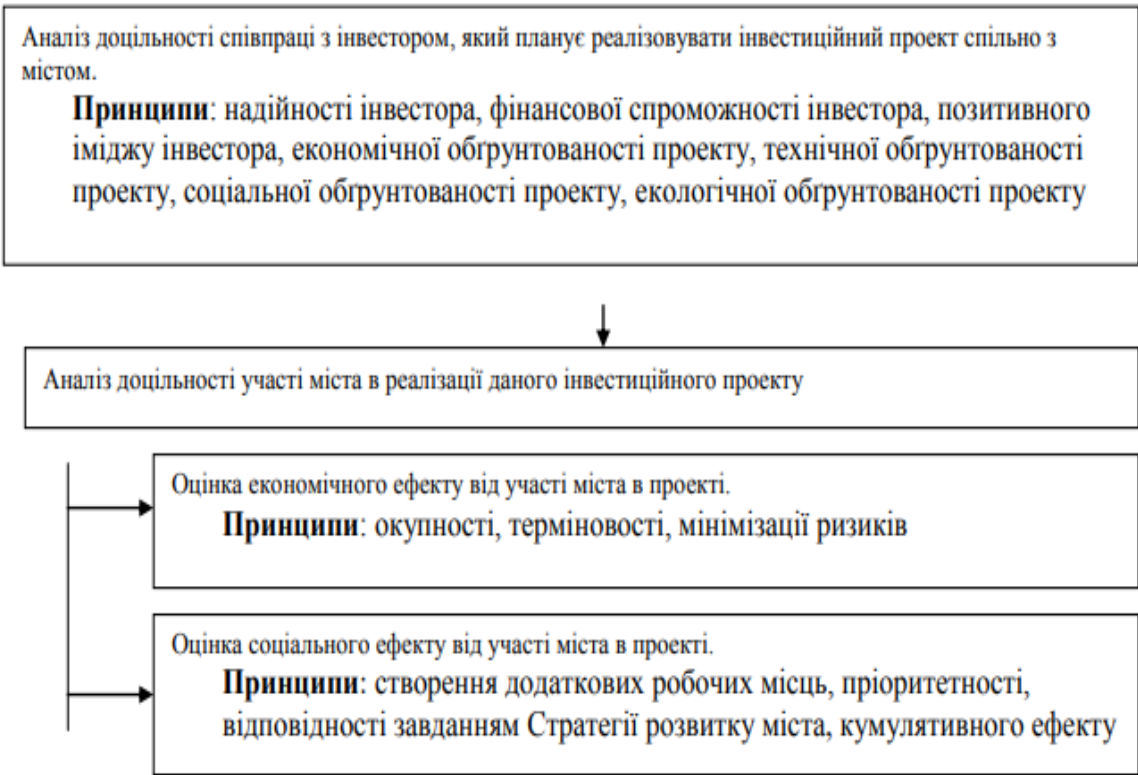 Аналіз доцільності співпраці з інвестором, який планує реалізовувати інвестиційний проект спільно з
містом.
Принципи: надійності інвестора, фінансової спроможності інвестора, позитивного
іміджу інвестора, економічної обґрунтованості проекту, технічної обґрунтованості
проекту, соціальної обґрунтованості проекту, екологічної обґрунтованості проекту
Аналіз доцільності участі міста в реалізації даного інвестиційного проекту
Оцінка економічного ефекту від участі міста в проекті.
Принципи: окупності, терміновості, мінімізації ризиків
Оцінка соціального ефекту від участі міста в проекті.
Принципи: створення додаткових робочих місць, пріоритетності,
відповідності завданням Стратегії розвитку міста, кумулятивного ефекту